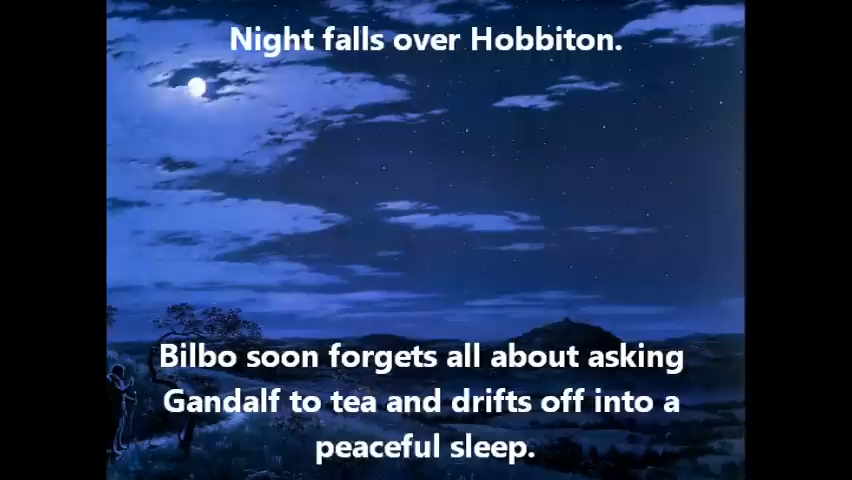 Night falls over Hobbiton.
Bilbo soon forgets all about asking
Gandalf to tea and drifts off into a
peaceful sleep.